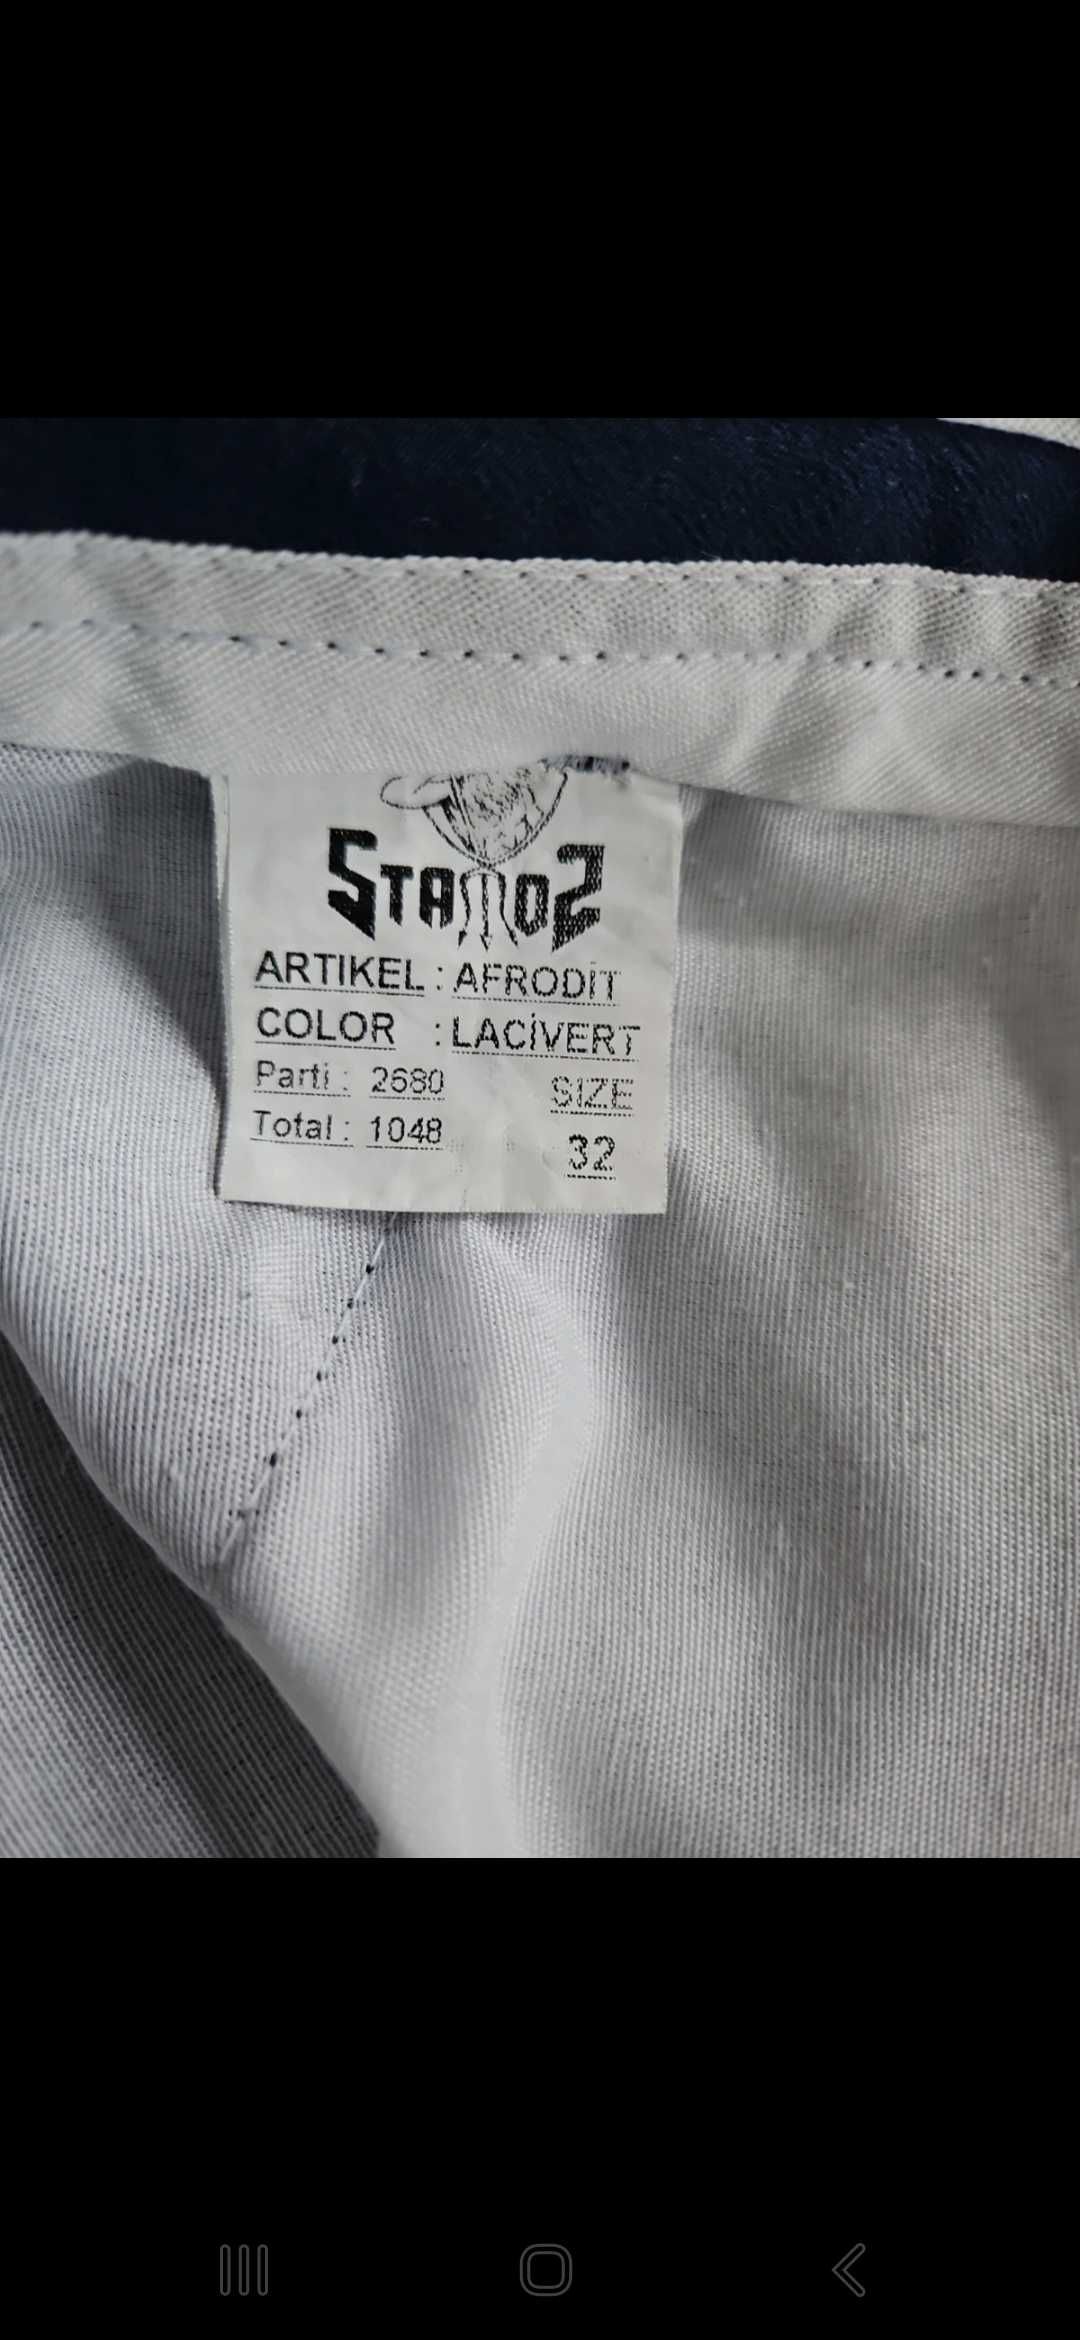 STAMOZ
ARTIKEL : AFRODİT
COLOR : LACİVERT
Parti : 2680
SIZE
Total : 1048
32